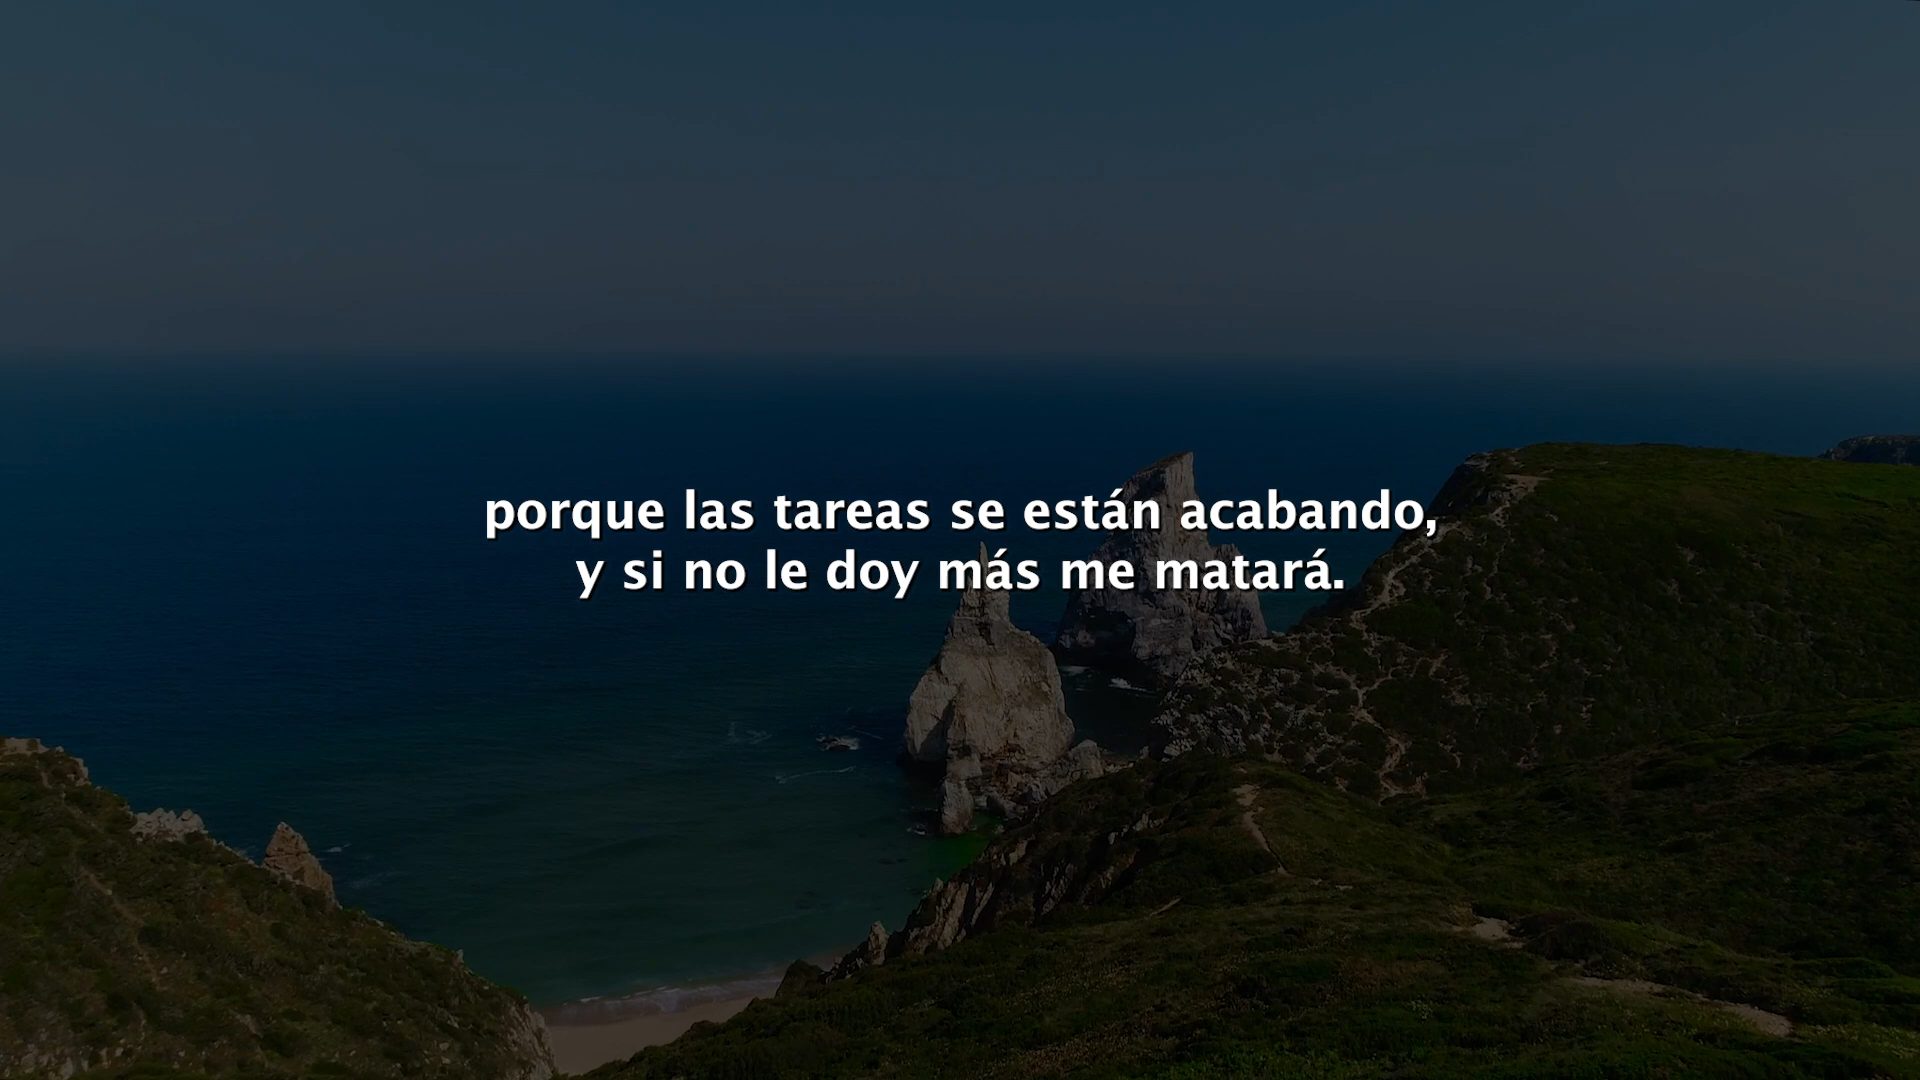 porque las tareas se están acabando,
y si no le doy más me matará.